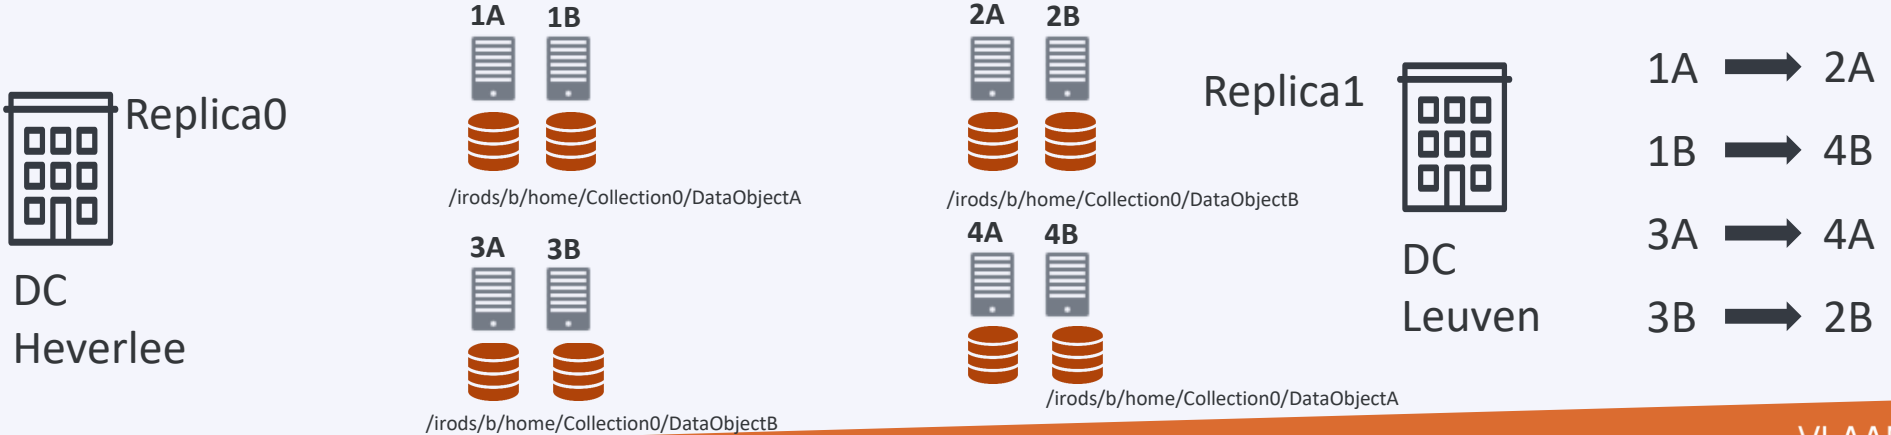 1A 1B
2A 2B
Replica0
Replica1
/irods/b/home/Collection0/DataObjectA
/irods/b/home/Collection0/DataObjectB
3A 3B
4A 4B
DC
Heverlee
DC
Leuven
/irods/b/home/Collection0/DataObjectB
/irods/b/home/Collection0/DataObjectA
1A 2A
1B 4B
3A 4A
3B 2B